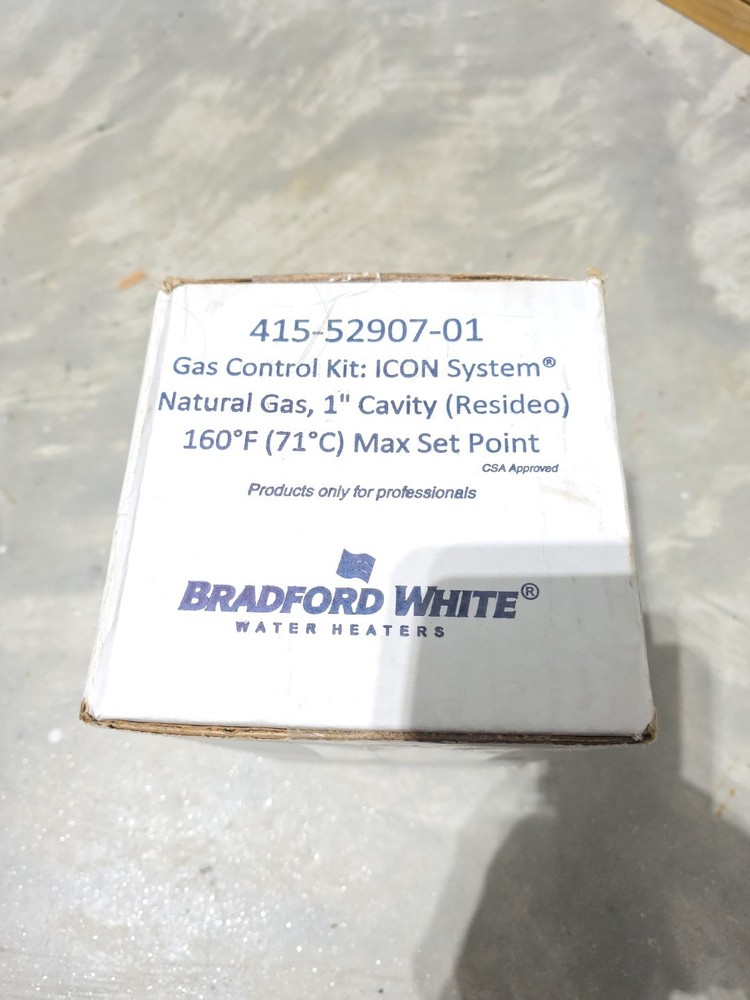 415-52907-01
Gas Control Kit: ICON System®
Natural Gas, 1" Cavity (Resideo)
160°F (71°C) Max Set Point
CSA Approved
Products only for professionals
BRADFORD WHITE®
WATER HEATERS